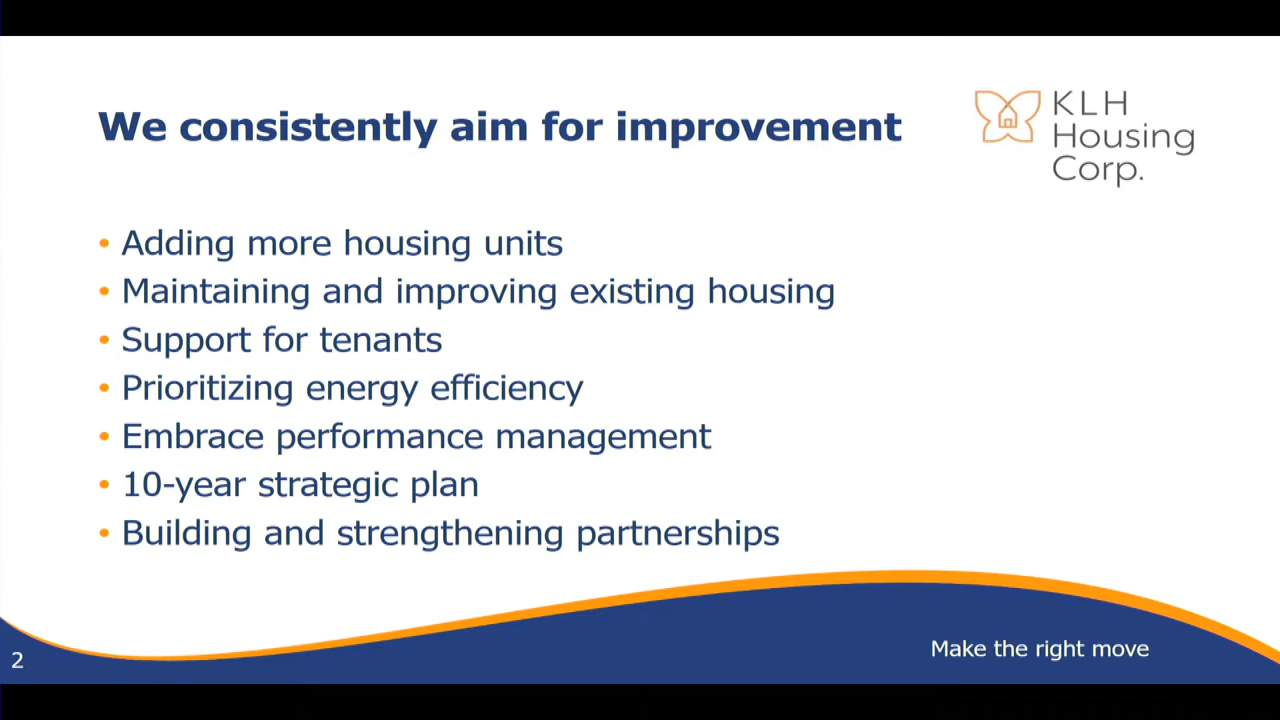 We consistently aim for improvement
KLH
Housing
Corp.
• Adding more housing units
• Maintaining and improving existing housing
• Support for tenants
• Prioritizing energy efficiency
• Embrace performance management
• 10-year strategic plan
• Building and strengthening partnerships
Make the right move
2